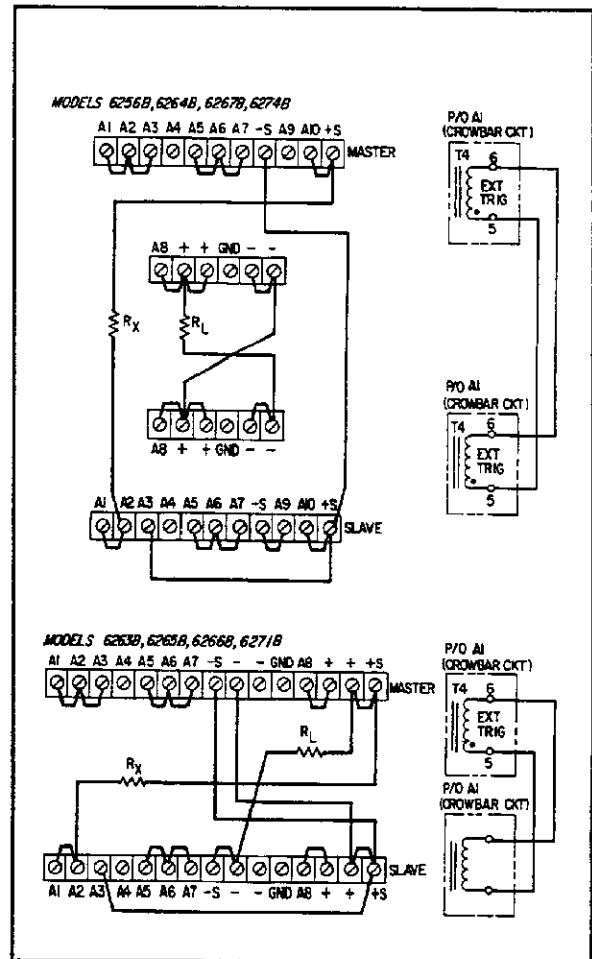 MODELS 6256B, 6264B, 6267B, 6274B
A1 A2 A3 A4 A5 A6 A7 -S A9 A10 +S
MASTER
A8 + + GND - -
RX
RL
A8 + + GND - -
A1 A2 A3 A4 A5 A6 A7 -S A9 A10 +S
SLAVE
P/O A1
(CROWBAR CKT)
T4 6
EXT
TRIG
5
P/O A1
(CROWBAR CKT)
T4 6
EXT
TRIG
5
MODELS 6263B, 6265B, 6266B, 6271B
A1 A2 A3 A4 A5 A6 A7 -S - - GND A8 + + +S
MASTER
RL
RX
SLAVE
A1 A2 A3 A4 A5 A6 A7 -S - - GND A8 + + +S
P/O A1
(CROWBAR CKT)
T4 6
EXT
TRIG
5
P/O A1
(CROWBAR CKT)